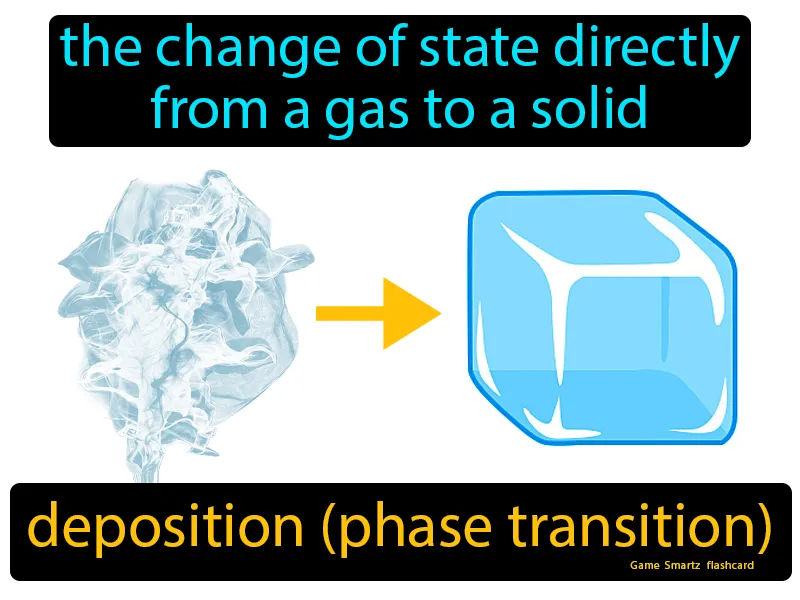 the change of state directly
from a gas to a solid
deposition (phase transition)
Game Smartz flashcard